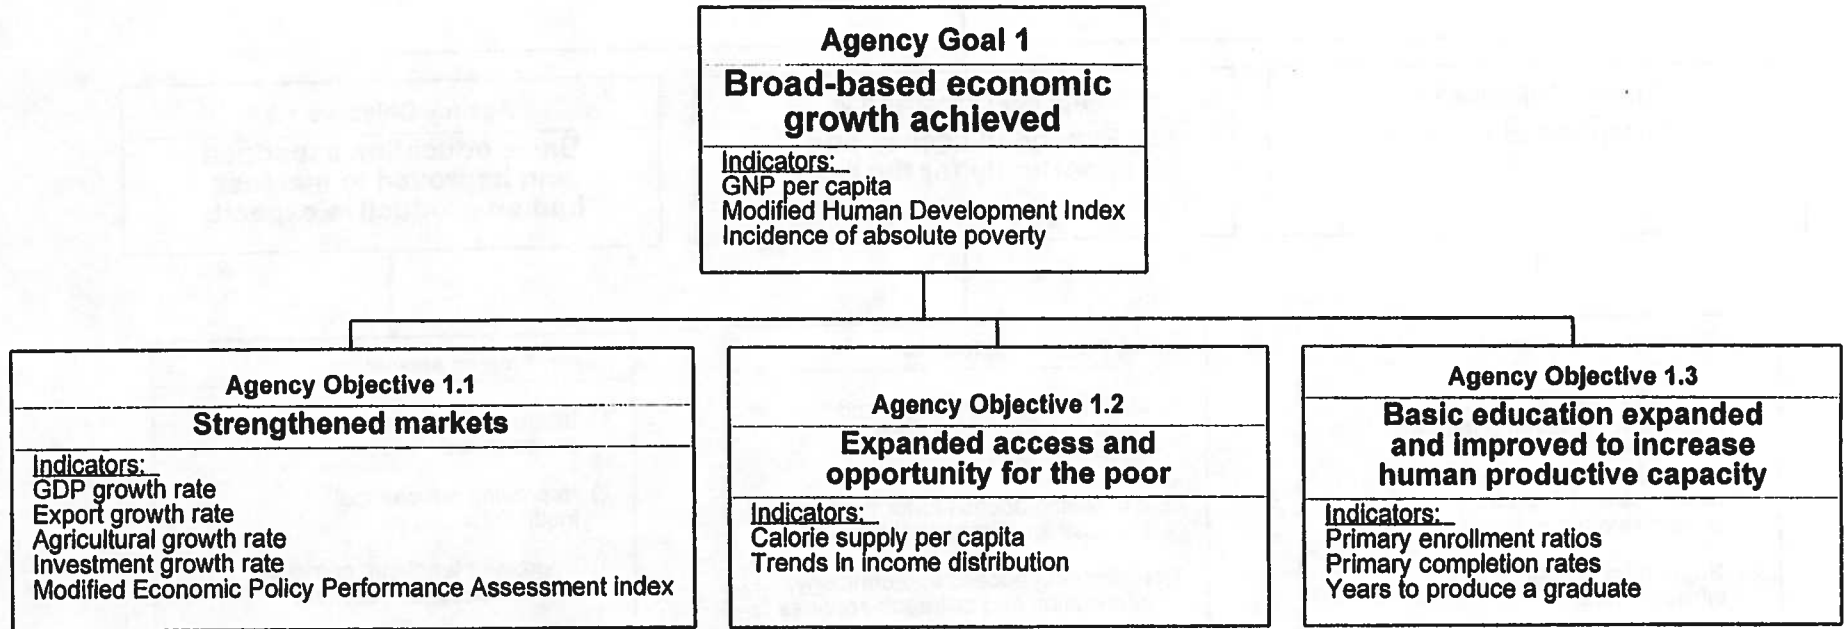 Agency Goal 1
Broad-based economic
growth achieved
Indicators:
GNP per capita
Modified Human Development Index
Incidence of absolute poverty
Agency Objective 1.1
Strengthened markets
Indicators:
GDP growth rate
Export growth rate
Agricultural growth rate
Investment growth rate
Modified Economic Policy Performance Assessment index
Agency Objective 1.2
Expanded access and
opportunity for the poor
Indicators:
Calorie supply per capita
Trends in income distribution
Agency Objective 1.3
Basic education expanded
and improved to increase
human productive capacity
Indicators:
Primary enrollment ratios
Primary completion rates
Years to produce a graduate